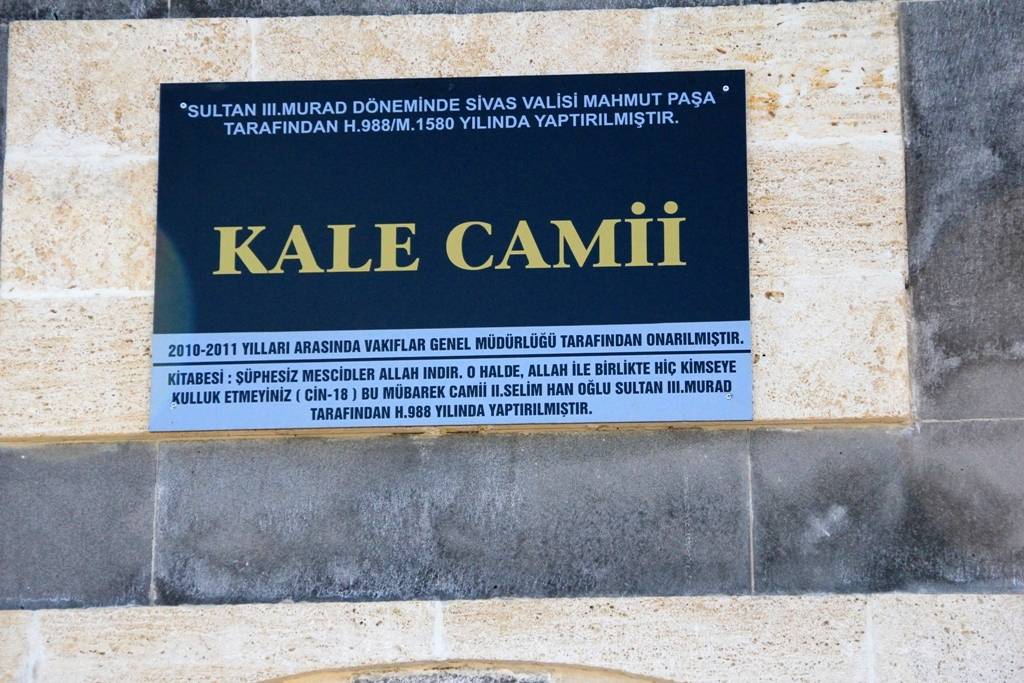 SULTAN III.MURAD DÖNEMİNDE SİVAS VALİSİ MAHMUT PAŞA
TARAFINDAN H.988/M.1580 YILINDA YAPTIRILMIŞTIR.
KALE CAMİİ
2010-2011 YILLARI ARASINDA VAKIFLAR GENEL MÜDÜRLÜĞÜ TARAFINDAN ONARILMIŞTIR.
KİTABESİ : ŞÜPHESİZ MESCİDLER ALLAH INDIR. O HALDE, ALLAH İLE BİRLİKTE HİÇ KİMSEYE
KULLUK ETMEYİNİZ ( CİN-18 ) BU MÜBAREK CAMİİ II.SELİM HAN OĞLU SULTAN III.MURAD
TARAFINDAN H.988 YILINDA YAPTIRILMIŞTIR.